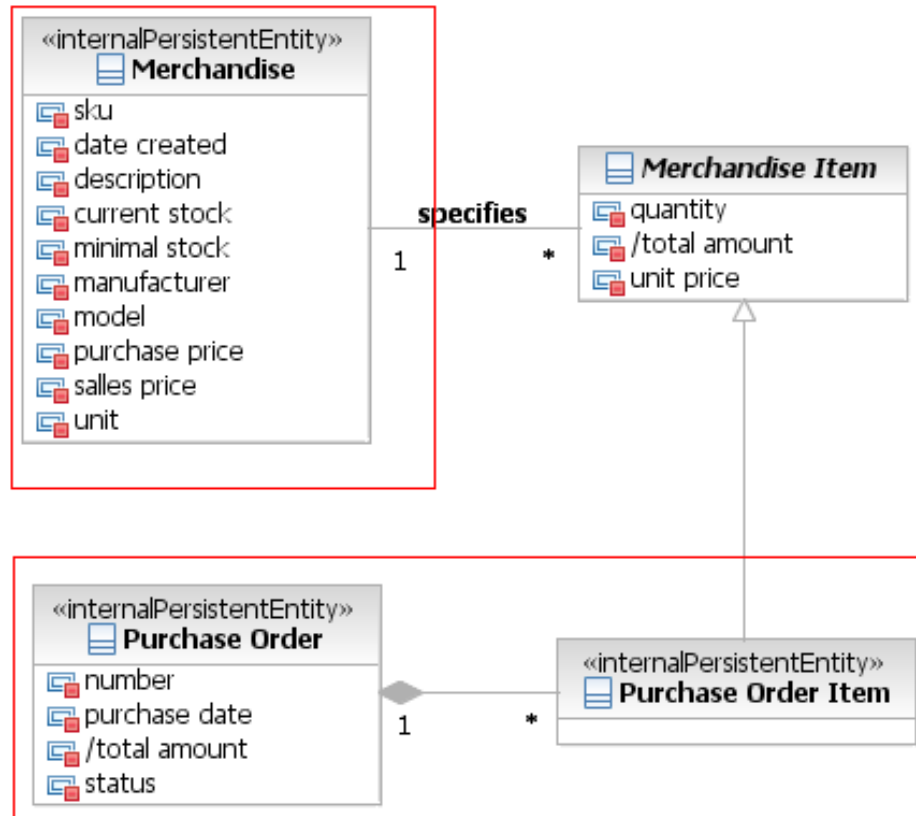 «internalPersistentEntity»
Merchandise
sku
date created
description
current stock
minimal stock
manufacturer
model
purchase price
salles price
unit
specifies
1
*
Merchandise Item
quantity
/total amount
unit price
«internalPersistentEntity»
Purchase Order
number
purchase date
/total amount
status
1
*
«internalPersistentEntity»
Purchase Order Item